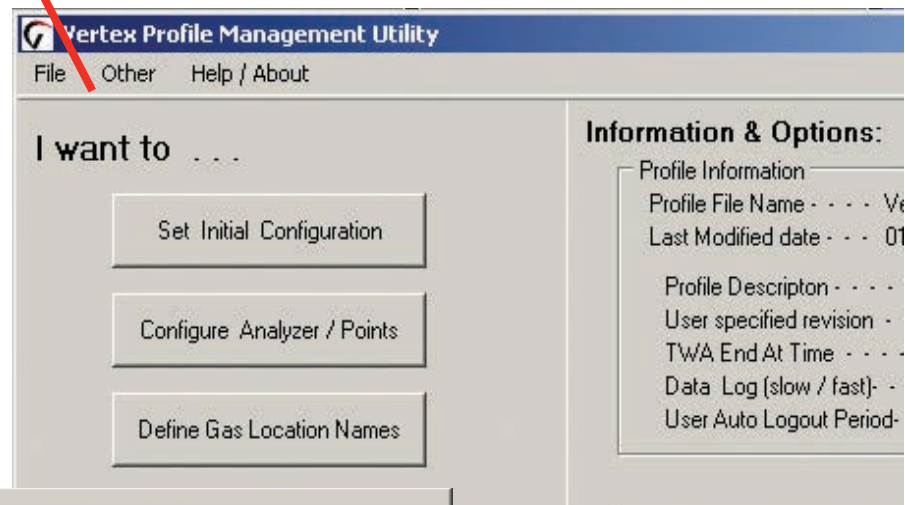 Vertex Profile Management Utility
File Other Help / About
I want to . . .
Set Initial Configuration
Configure Analyzer / Points
Define Gas Location Names
Information & Options:
Profile Information
Profile File Name - - - - Ve
Last Modified date - - - 01
Profile Descripton - - - -
User specified revision -
TWA End At Time - - - -
Data Log (slow / fast)- -
User Auto Logout Period-